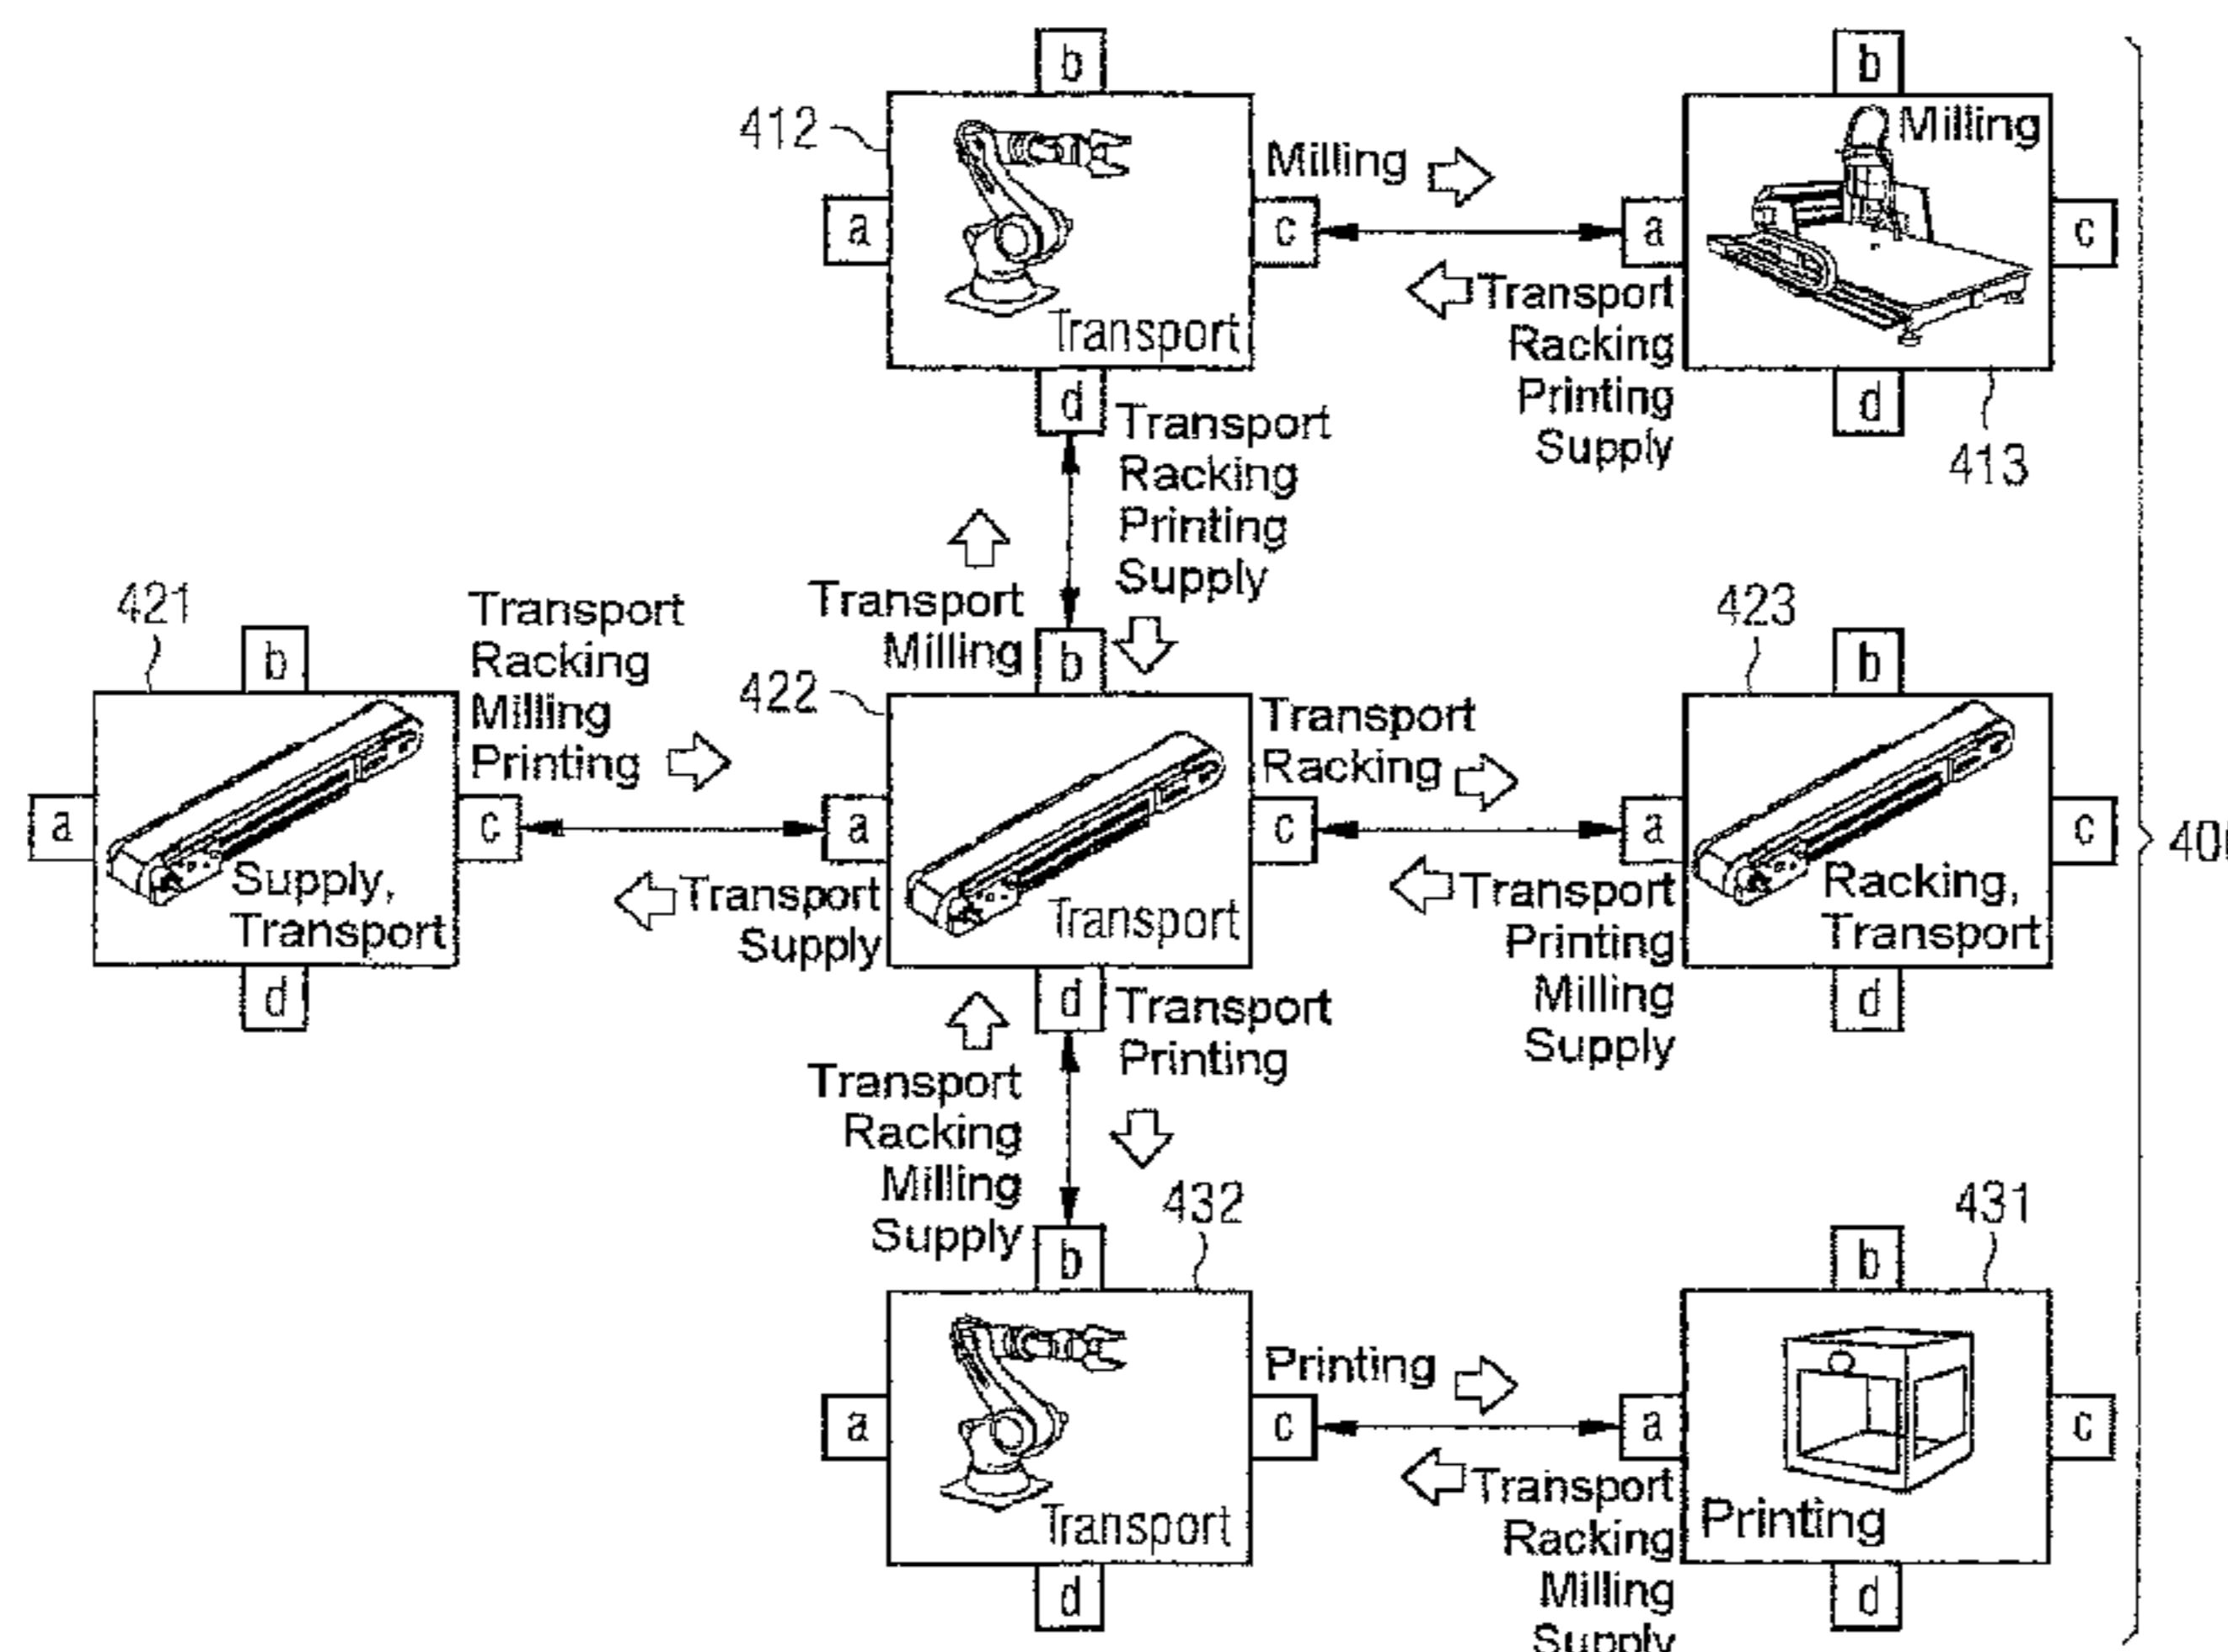 b
b
412
Milling
Milling
a
c
a
c
Transport
Transport
Racking
Printing
Supply
d
d
413
Transport
Racking
Printing
Supply
421
Transport
Racking
Milling
Printing
Transport
Milling
423
b
b
b
422
Transport
Racking
a
c
a
c
a
c
Supply,
Transport
Transport
Supply
Transport
Transport
Printing
Milling
Supply
Racking,
Transport
d
d
d
Transport
Printing
Transport
Racking
Milling
Supply
432
431
b
b
Printing
a
c
a
c
Transport
Transport
Racking
Milling
Supply
Printing
d
d